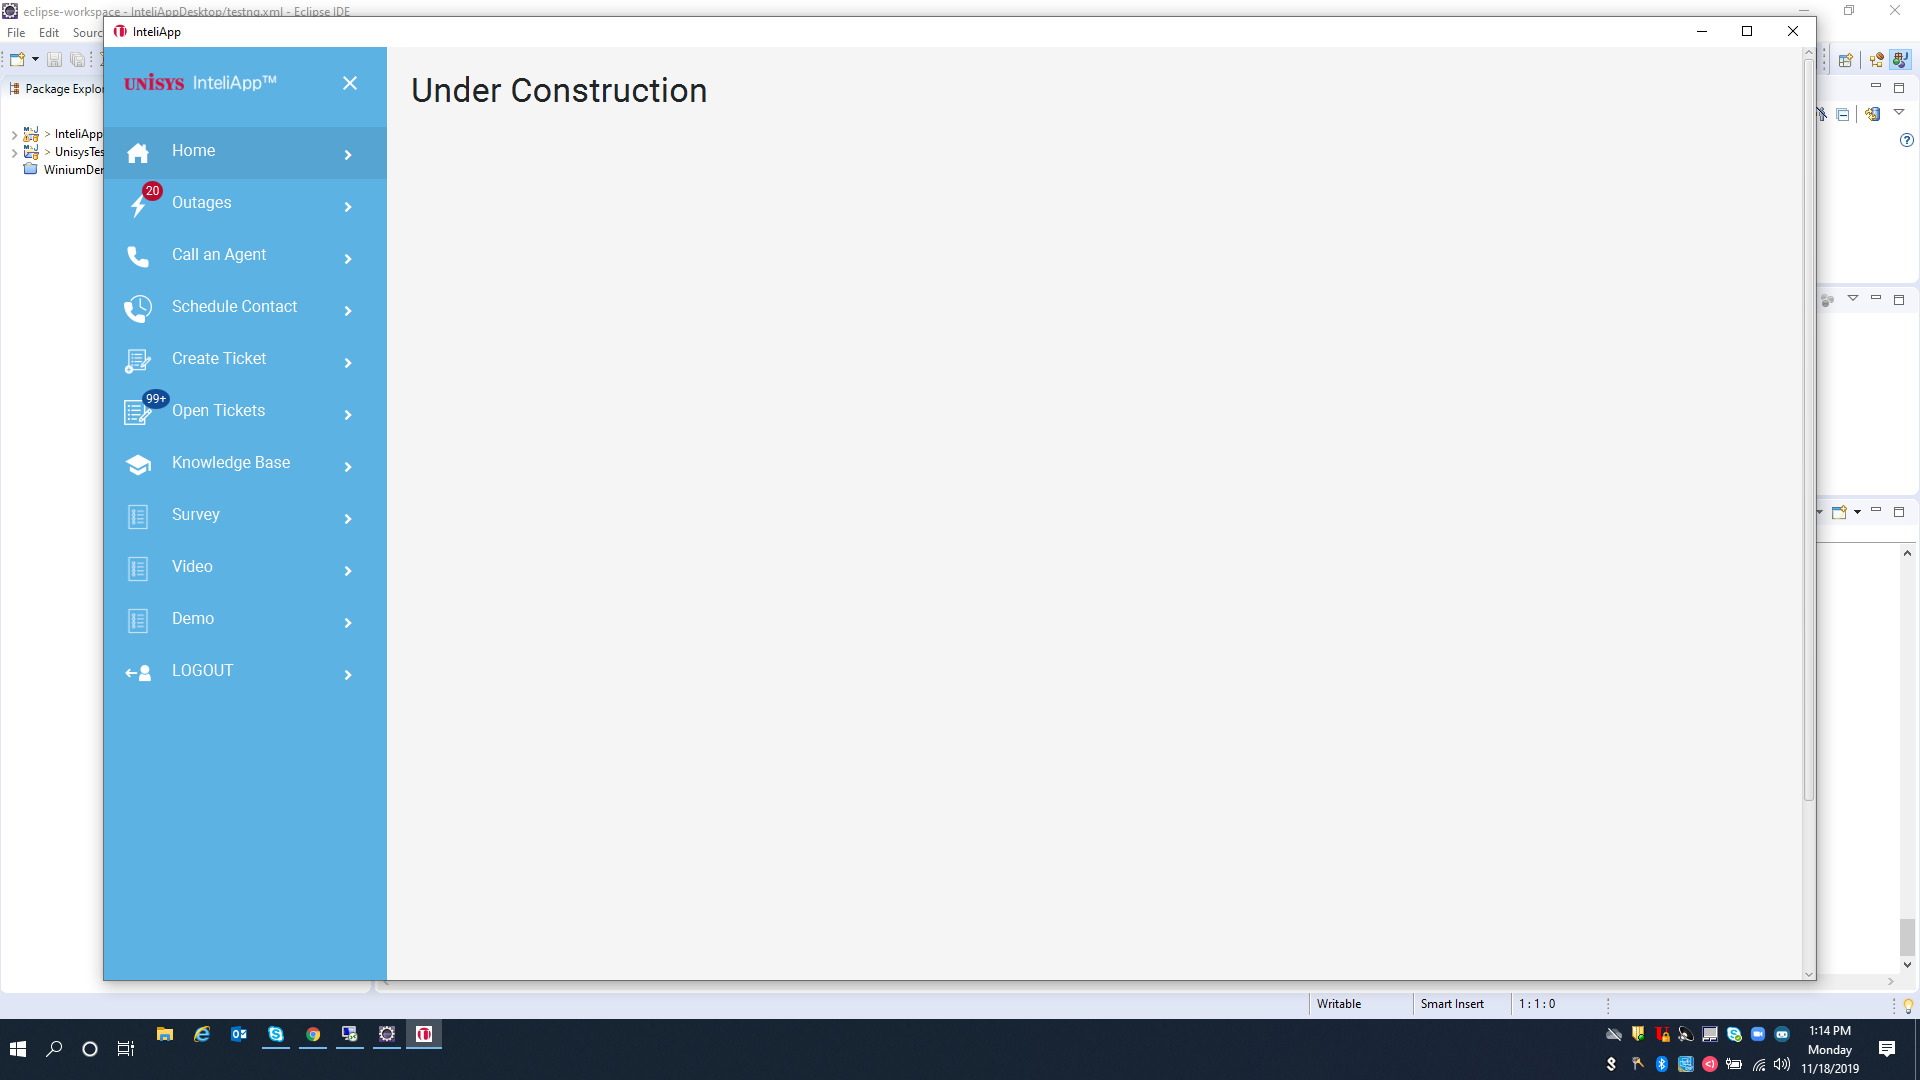 eclipse-workspace - InteliAppDesktop/testng.xml - Eclipse IDE
File Edit Sourc
InteliApp
UNISYS InteliApp™
Under Construction
Package Explo
> InteliApp
> UnisysTes
WiniumDer
Home
20
Outages
Call an Agent
Schedule Contact
Create Ticket
99+
Open Tickets
Knowledge Base
Survey
Video
Demo
LOGOUT
Writable
Smart Insert
1 : 1 : 0
1:14 PM
Monday
11/18/2019